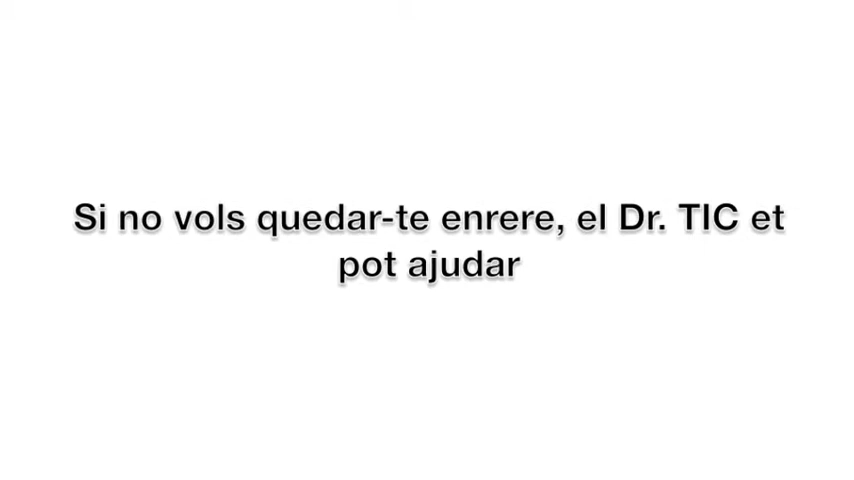 Si no vols quedar-te enrere, el Dr. TIC et
pot ajudar